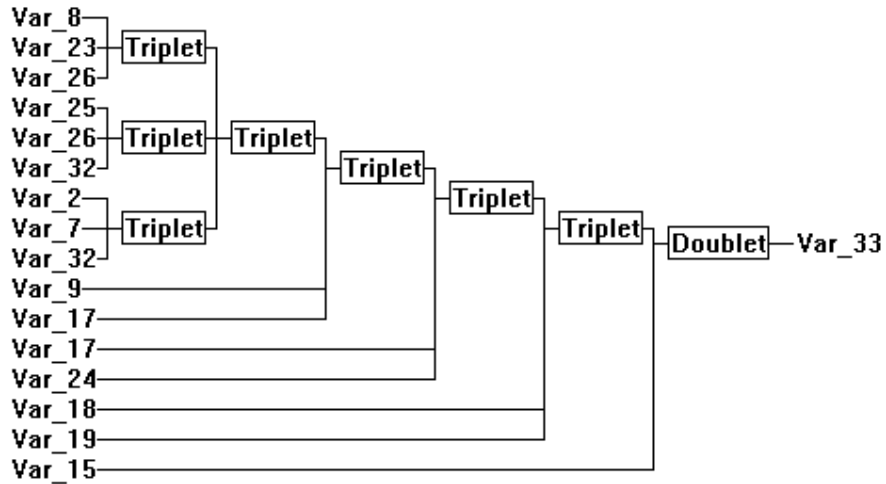 Var_8
Var_23 Triplet
Var_26
Var_25
Var_26 Triplet Triplet
Var_32 Triplet
Var_2 Triplet
Var_7 Triplet Triplet
Doublet Var_33
Var_32
Var_9
Var_17
Var_17
Var_24
Var_18
Var_19
Var_15